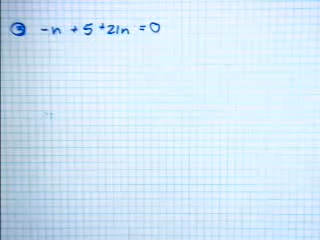 ③ -n + 5 + 21n = 0